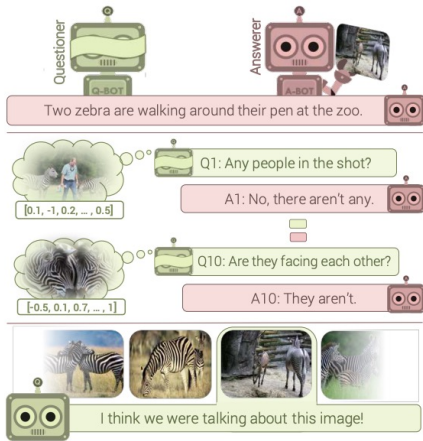 Q
A
Questioner
Answerer
Q-BOT
A-BOT
Two zebra are walking around their pen at the zoo.
Q1: Any people in the shot?
[0.1, -1, 0.2, ... , 0.5]
A1: No, there aren't any.
Q10: Are they facing each other?
[-0.5, 0.1, 0.7, ... , 1]
A10: They aren't.
Q
I think we were talking about this image!